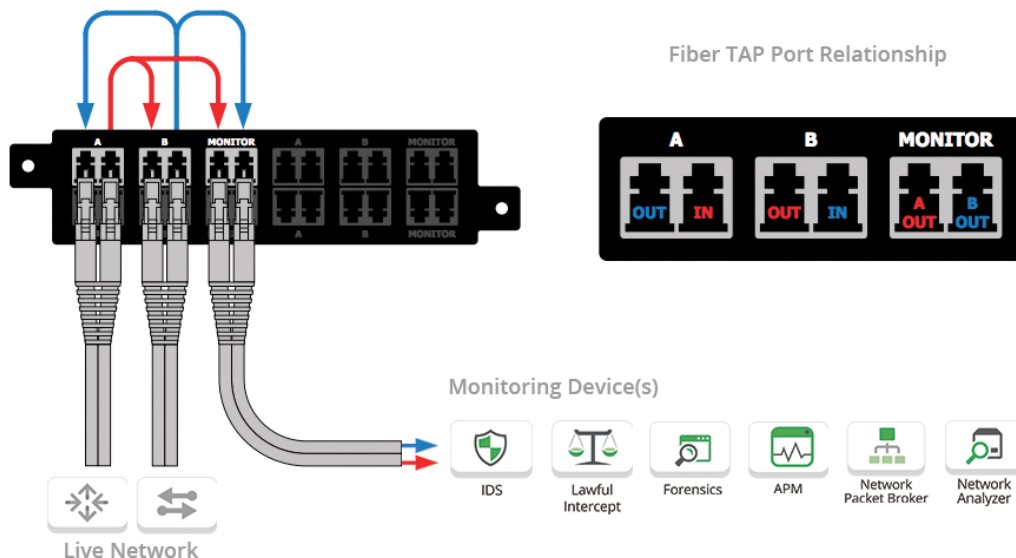 Fiber TAP Port Relationship
A B MONITOR A B MONITOR
A B MONITOR
A B MONITOR
OUT IN OUT IN A OUT B OUT
Monitoring Device(s)
IDS
Lawful
Intercept
Forensics
APM
Network
Packet Broker
Network
Analyzer
Live Network